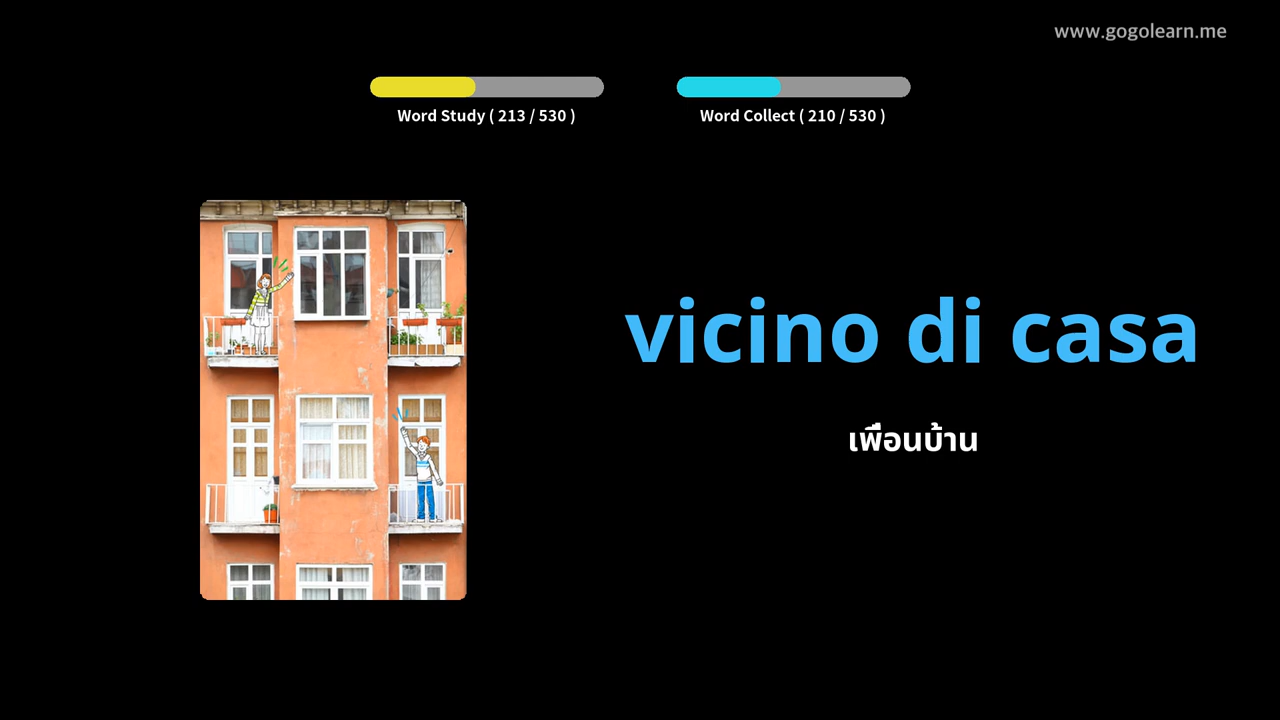 www.gogolearn.me
Word Study ( 213 / 530 )
Word Collect ( 210 / 530 )
vicino di casa
เพื่อนบ้าน